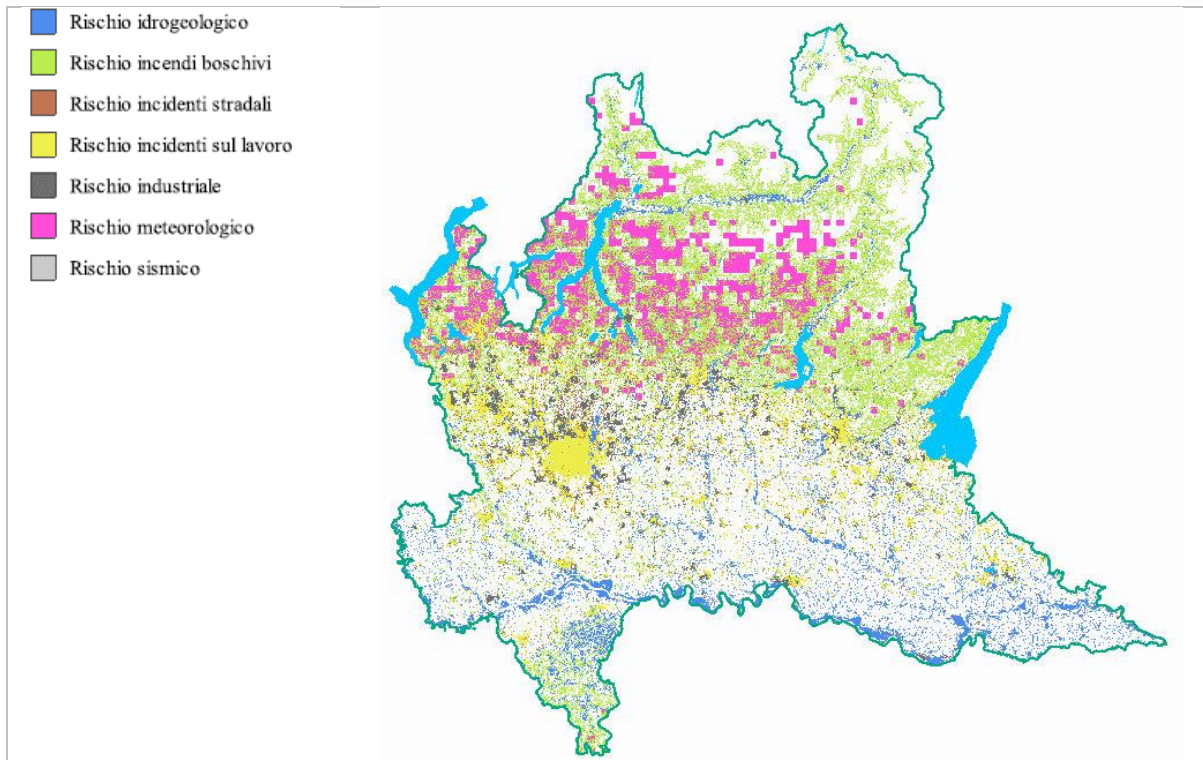 Rischio idrogeologico
Rischio incendi boschivi
Rischio incidenti stradali
Rischio incidenti sul lavoro
Rischio industriale
Rischio meteorologico
Rischio sismico